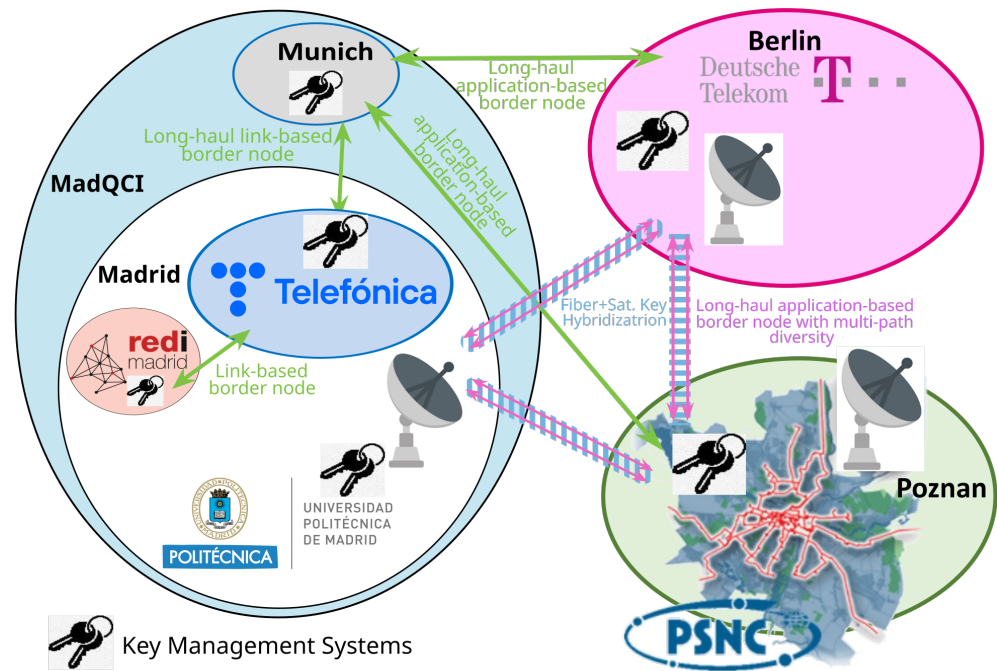 Munich
Berlin
Deutsche
Telekom
T
Long-haul
application-based
border node
Long-haul link-based
border node
Long-haul
application-based
border node
MadQCI
Madrid
Telefónica
redi
madrid
Link-based
border node
Fiber+Sat. Key
Hybridizatrion
Long-haul application-based
border node with multi-path
diversity
Poznan
UNIVERSIDAD
POLITÉCNICA
DE MADRID
POLITÉCNICA
PSNC
Key Management Systems